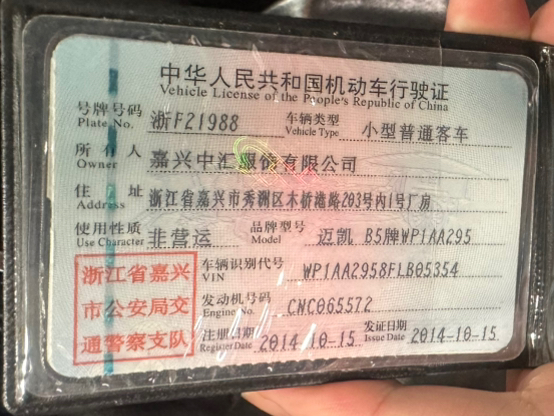 中华人民共和国机动车行驶证
Vehicle License of the People's Republic of China
号牌号码 浙F21988 车辆类型 小型普通客车
Plate No. Vehicle Type
所有人 嘉兴中汇服饰有限公司
Owner
住址 浙江省嘉兴市秀洲区木桥港路203号内1号厂房
Address
使用性质 非营运 品牌型号 迈凯 B5牌WP1AA295
Use Character Model
浙江省嘉兴
市公安局交
通警察支队
车辆识别代号 WP1AA2958FLB05354
VIN
发动机号码 CNC065572
Engine No.
注册日期 2014-10-15 发证日期 2014-10-15
Register Date Issue Date